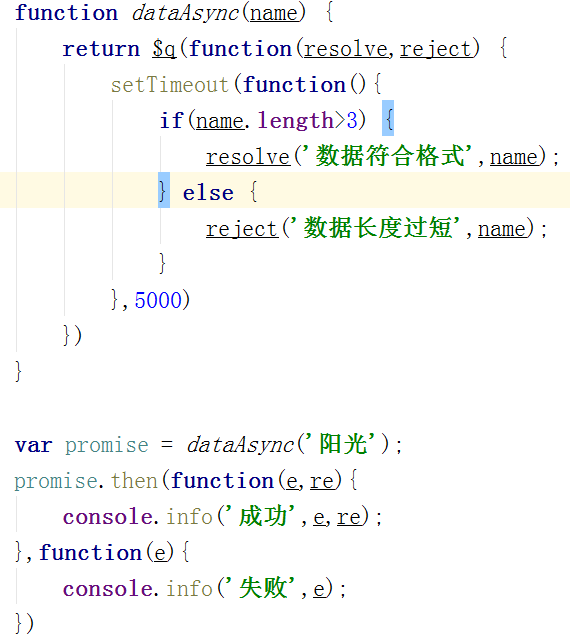 function dataAsync(name) {
    return $q(function(resolve,reject) {
        setTimeout(function(){
            if(name.length>3) {
                resolve('数据符合格式',name);
            } else {
                reject('数据长度过短',name);
            }
        },5000)
    })
}
var promise = dataAsync('阳光');
promise.then(function(e,re){
    console.info('成功',e,re);
},function(e){
    console.info('失败',e);
})